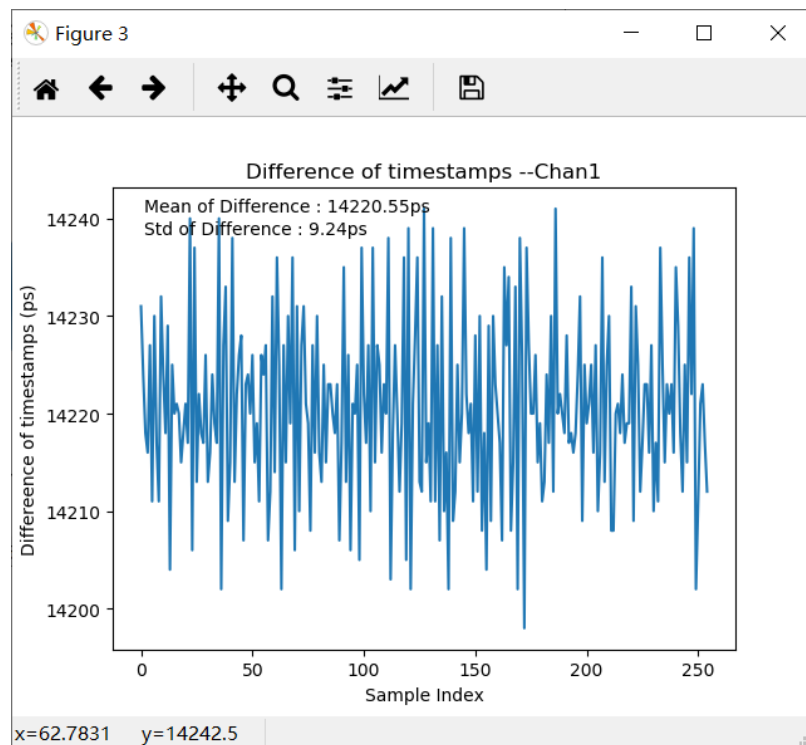 Figure 3
Difference of timestamps --Chan1
Mean of Difference : 14220.55ps
Std of Difference : 9.24ps
Differeence of timestamps (ps)
14240
14230
14220
14210
14200
0 50 100 150 200 250
Sample Index
x=62.7831 y=14242.5